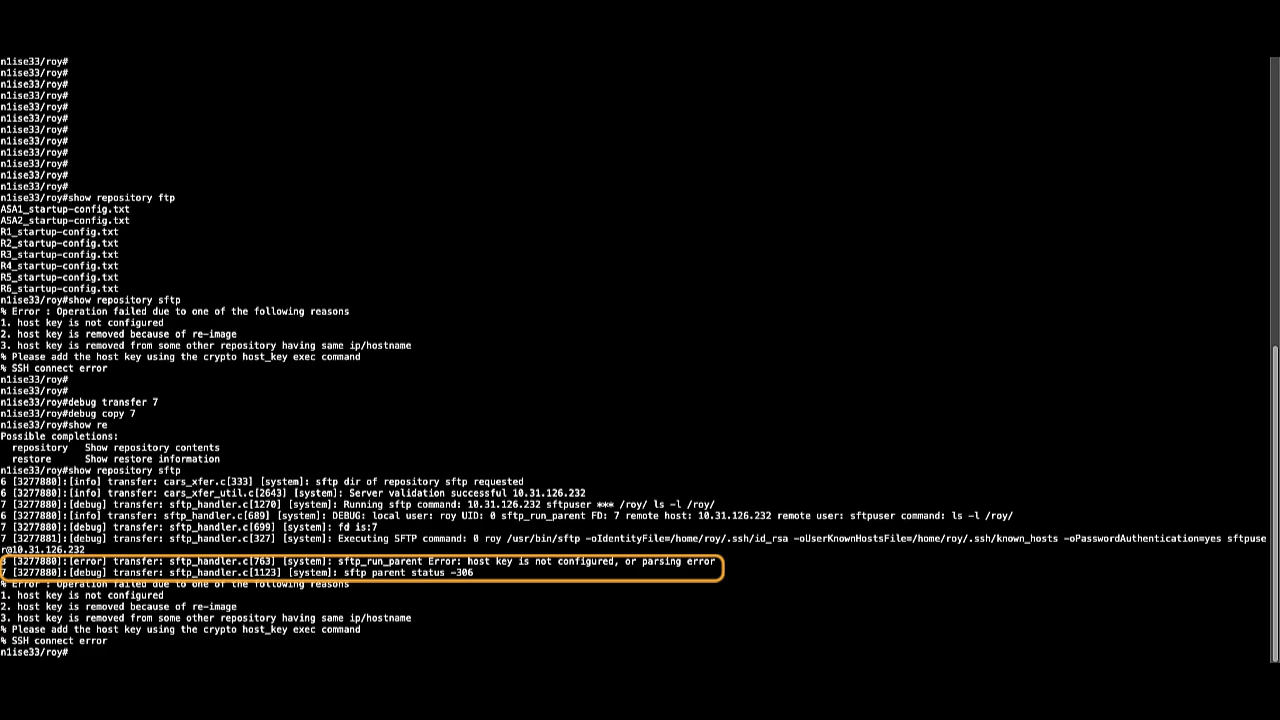 n1ise33/roy#
n1ise33/roy#
n1ise33/roy#
n1ise33/roy#
n1ise33/roy#
n1ise33/roy#
n1ise33/roy#
n1ise33/roy#
n1ise33/roy#
n1ise33/roy#
n1ise33/roy#
n1ise33/roy#
n1ise33/roy#show repository ftp
ASA1_startup-config.txt
ASA2_startup-config.txt
R1_startup-config.txt
R2_startup-config.txt
R3_startup-config.txt
R4_startup-config.txt
R5_startup-config.txt
R6_startup-config.txt
n1ise33/roy#show repository sftp
% Error : Operation failed due to one of the following reasons
1. host key is not configured
2. host key is removed because of re-image
3. host key is removed from some other repository having same ip/hostname
% Please add the host key using the crypto host_key exec command
% SSH connect error
n1ise33/roy#
n1ise33/roy#
n1ise33/roy#debug transfer 7
n1ise33/roy#debug copy 7
n1ise33/roy#show re
Possible completions:
  repository   Show repository contents
  restore      Show restore information
n1ise33/roy#show repository sftp
6 [3277880]:[info] transfer: cars_xfer.c[333] [system]: sftp dir of repository sftp requested
6 [3277880]:[info] transfer: cars_xfer_util.c[2643] [system]: Server validation successful 10.31.126.232
7 [3277880]:[debug] transfer: sftp_handler.c[1270] [system]: Running sftp command: 10.31.126.232 sftpuser *** /roy/ ls -l /roy/
6 [3277880]:[info] transfer: sftp_handler.c[689] [system]: DEBUG: local user: roy UID: 0 sftp_run_parent FD: 7 remote host: 10.31.126.232 remote user: sftpuser command: ls -l /roy/
7 [3277880]:[debug] transfer: sftp_handler.c[699] [system]: fd is:7
7 [3277881]:[debug] transfer: sftp_handler.c[327] [system]: Executing SFTP command: 0 roy /usr/bin/sftp -oIdentityFile=/home/roy/.ssh/id_rsa -oUserKnownHostsFile=/home/roy/.ssh/known_hosts -oPasswordAuthentication=yes sftpuse
r@10.31.126.232
3 [3277880]:[error] transfer: sftp_handler.c[763] [system]: sftp_run_parent Error: host key is not configured, or parsing error
7 [3277880]:[debug] transfer: sftp_handler.c[1123] [system]: sftp parent status -306
% Error : Operation failed due to one of the following reasons
1. host key is not configured
2. host key is removed because of re-image
3. host key is removed from some other repository having same ip/hostname
% Please add the host key using the crypto host_key exec command
% SSH connect error
n1ise33/roy#